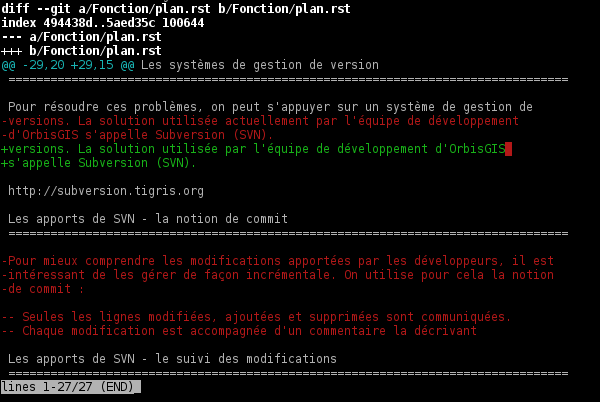 diff --git a/Fonction/plan.rst b/Fonction/plan.rst
index 494438d..5aed35c 100644
--- a/Fonction/plan.rst
+++ b/Fonction/plan.rst
@@ -29,20 +29,15 @@ Les systèmes de gestion de version
 ======================================================================

 Pour résoudre ces problèmes, on peut s'appuyer sur un système de gestion de
-versions. La solution utilisée actuellement par l'équipe de développement
-d'OrbisGIS s'appelle Subversion (SVN).
+versions. La solution utilisée par l'équipe de développement d'OrbisGIS
+s'appelle Subversion (SVN).

 http://subversion.tigris.org

 Les apports de SVN - la notion de commit
 ======================================================================

-Pour mieux comprendre les modifications apportées par les développeurs, il est
-intéressant de les gérer de façon incrémentale. On utilise pour cela la notion
-de commit :
-
-- Seules les lignes modifiées, ajoutées et supprimées sont communiquées.
-- Chaque modification est accompagnée d'un commentaire la décrivant

 Les apports de SVN - le suivi des modifications
 ======================================================================
lines 1-27/27 (END)